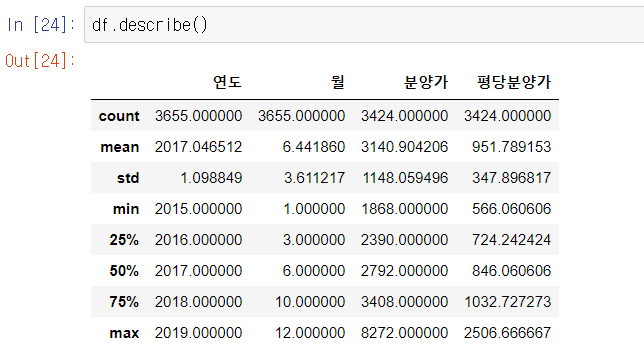 In [24]: df.describe()
Out[24]:
연도 월 분양가 평당분양가
count 3655.000000 3655.000000 3424.000000 3424.000000
mean 2017.046512 6.441860 3140.904206 951.789153
std 1.098849 3.611217 1148.059496 347.896817
min 2015.000000 1.000000 1868.000000 566.060606
25% 2016.000000 3.000000 2390.000000 724.242424
50% 2017.000000 6.000000 2792.000000 846.060606
75% 2018.000000 10.000000 3408.000000 1032.727273
max 2019.000000 12.000000 8272.000000 2506.666667